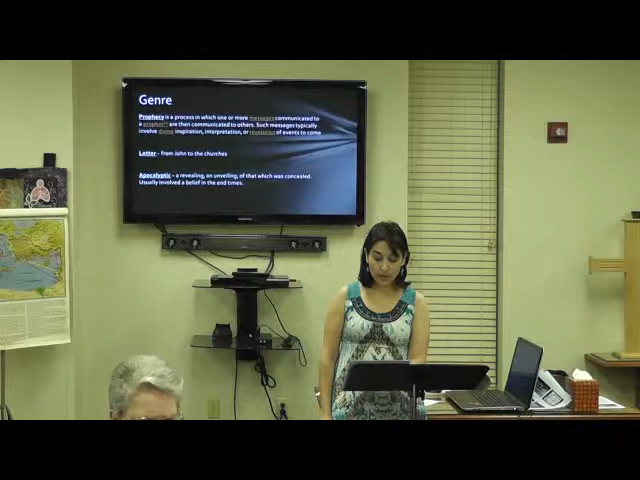 Genre
Prophecy is a process in which one or more messages communicated to
a prophet are then communicated to others. Such messages typically
involve divine inspiration, interpretation, or revelation of events to come
Letter – from John to the churches
Apocalyptic – a revealing, an unveiling, of that which was concealed.
Usually involved a belief in the end times.